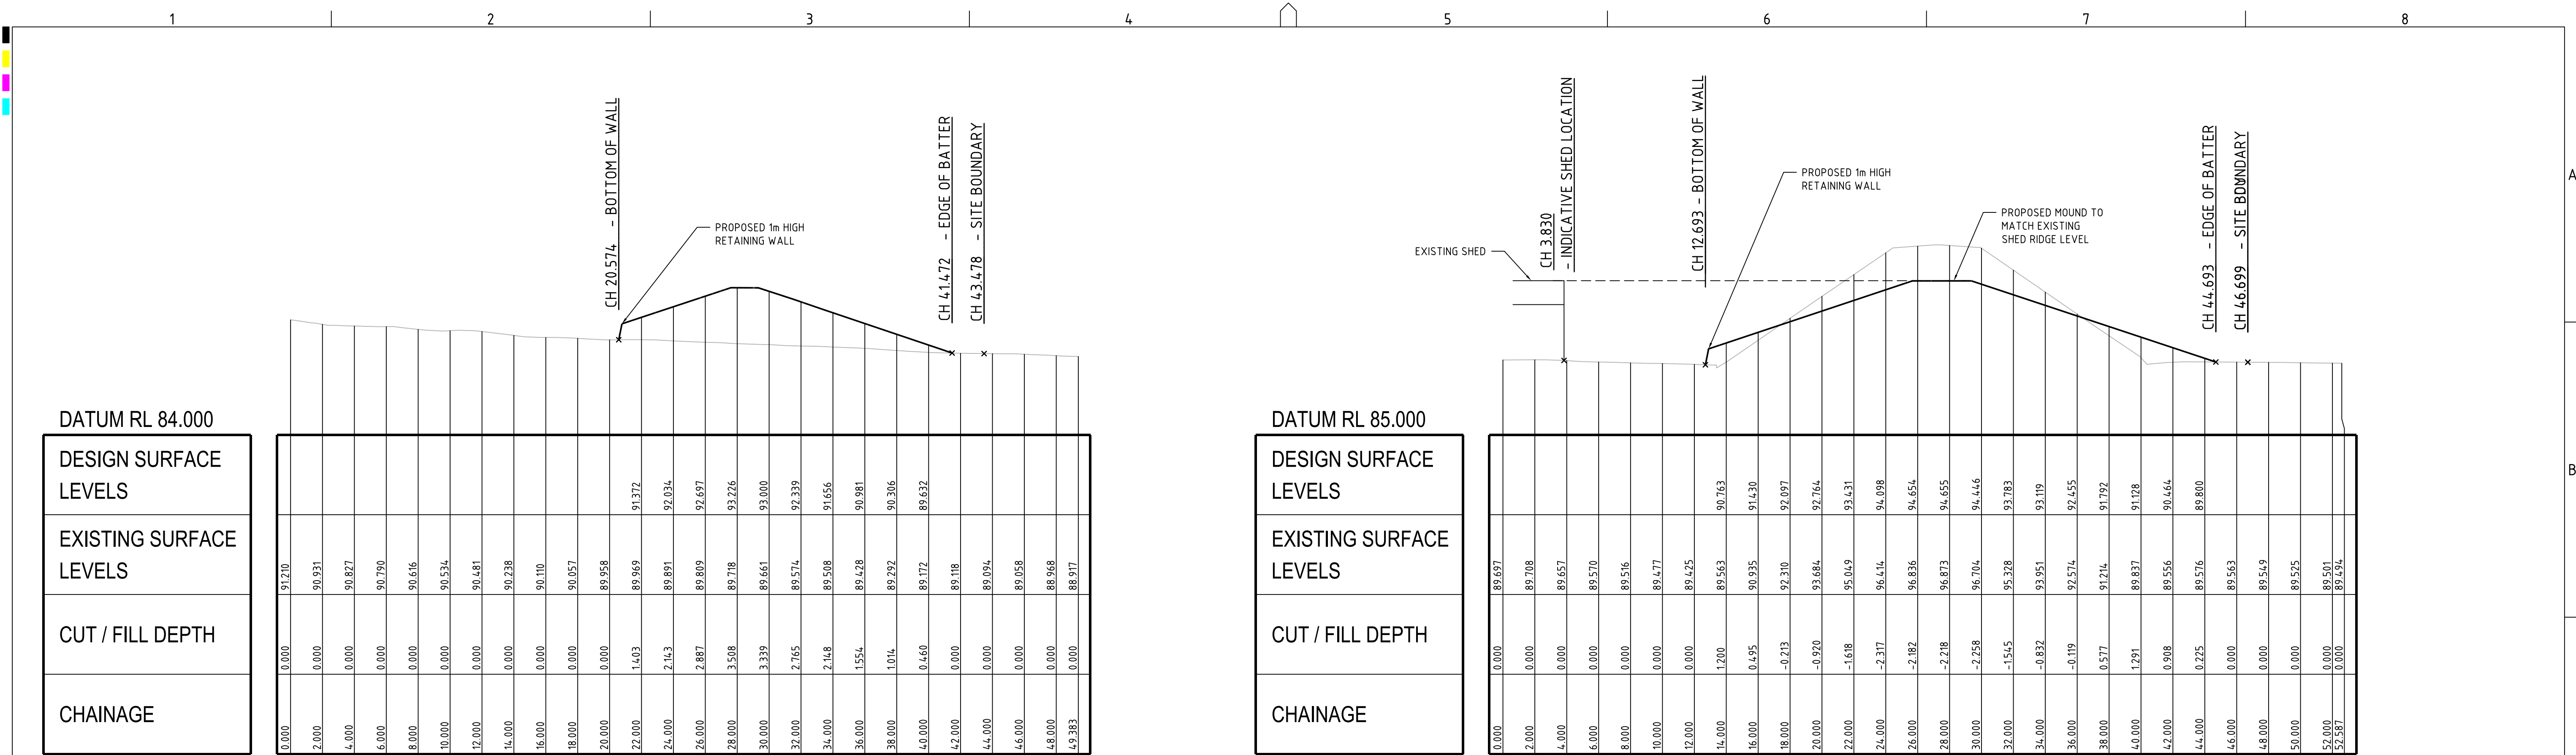 1 2 3 4 5 6 7 8
A
B
CH 20.574 - BOTTOM OF WALL
PROPOSED 1m HIGH
RETAINING WALL
CH 41.472 - EDGE OF BATTER
CH 43.478 - SITE BOUNDARY
DATUM RL 84.000
DESIGN SURFACE
LEVELS
91.372 92.034 92.697 93.226 93.000 92.339 91.656 90.981 90.306 89.632
EXISTING SURFACE
LEVELS
91.210 90.931 90.827 90.790 90.616 90.534 90.481 90.238 90.110 90.057 89.958 89.969 89.891 89.809 89.718 89.661 89.574 89.508 89.428 89.292 89.172 89.118 89.094 89.058 88.968 88.917
CUT / FILL DEPTH
0.000 0.000 0.000 0.000 0.000 0.000 0.000 0.000 0.000 0.000 0.000 1.403 2.143 2.887 3.508 3.339 2.765 2.148 1.554 1.014 0.460 0.000 0.000 0.000 0.000 0.000
CHAINAGE
0.000 2.000 4.000 6.000 8.000 10.000 12.000 14.000 16.000 18.000 20.000 22.000 24.000 26.000 28.000 30.000 32.000 34.000 36.000 38.000 40.000 42.000 44.000 46.000 48.000 49.383
EXISTING SHED
CH 3.830
- INDICATIVE SHED LOCATION
CH 12.693 - BOTTOM OF WALL
PROPOSED 1m HIGH
RETAINING WALL
PROPOSED MOUND TO
MATCH EXISTING
SHED RIDGE LEVEL
CH 44.693 - EDGE OF BATTER
CH 46.699 - SITE BOUNDARY
DATUM RL 85.000
DESIGN SURFACE
LEVELS
90.763 91.430 92.097 92.764 93.431 94.098 94.654 94.655 94.446 93.783 93.119 92.455 91.792 91.128 90.464 89.800
EXISTING SURFACE
LEVELS
89.697 89.708 89.657 89.570 89.516 89.477 89.425 89.563 90.935 92.310 93.684 95.049 96.414 96.836 96.873 96.704 95.328 93.951 92.574 91.214 89.837 89.556 89.576 89.563 89.549 89.525 89.501 89.494
CUT / FILL DEPTH
0.000 0.000 0.000 0.000 0.000 0.000 0.000 1.200 0.495 -0.213 -0.920 -1.618 -2.317 -2.182 -2.218 -2.258 -1.545 -0.832 -0.119 0.577 1.291 0.908 0.225 0.000 0.000 0.000 0.000 0.000
CHAINAGE
0.000 2.000 4.000 6.000 8.000 10.000 12.000 14.000 16.000 18.000 20.000 22.000 24.000 26.000 28.000 30.000 32.000 34.000 36.000 38.000 40.000 42.000 44.000 46.000 48.000 50.000 52.000 52.587